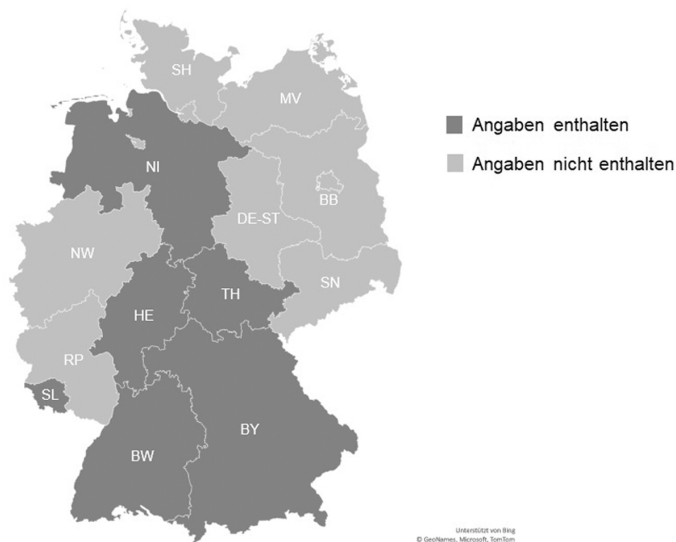 SH
MV
Angaben enthalten
Angaben nicht enthalten
NI
BB
DE-ST
NW
SN
TH
HE
RP
SL
BY
BW
Unterstützt von Bing
© GeoNames, Microsoft, TomTom